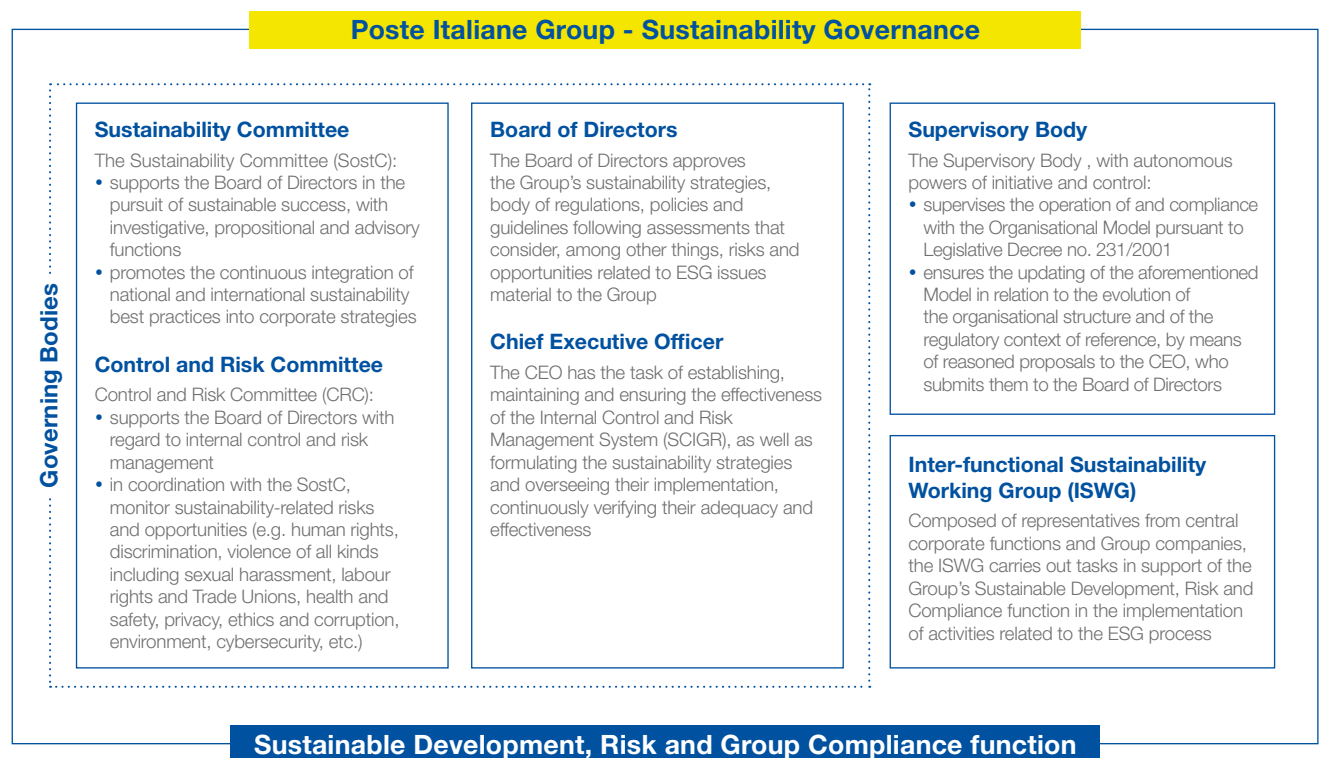 Poste Italiane Group - Sustainability Governance
Governing Bodies
Sustainability Committee
The Sustainability Committee (SostC):
• supports the Board of Directors in the
pursuit of sustainable success, with
investigative, propositional and advisory
functions
• promotes the continuous integration of
national and international sustainability
best practices into corporate strategies
Control and Risk Committee
Control and Risk Committee (CRC):
• supports the Board of Directors with
regard to internal control and risk
management
• in coordination with the SostC,
monitor sustainability-related risks
and opportunities (e.g. human rights,
discrimination, violence of all kinds
including sexual harassment, labour
rights and Trade Unions, health and
safety, privacy, ethics and corruption,
environment, cybersecurity, etc.)
Board of Directors
The Board of Directors approves
the Group's sustainability strategies,
body of regulations, policies and
guidelines following assessments that
consider, among other things, risks and
opportunities related to ESG issues
material to the Group
Chief Executive Officer
The CEO has the task of establishing,
maintaining and ensuring the effectiveness
of the Internal Control and Risk
Management System (SCIGR), as well as
formulating the sustainability strategies
and overseeing their implementation,
continuously verifying their adequacy and
effectiveness
Supervisory Body
The Supervisory Body , with autonomous
powers of initiative and control:
• supervises the operation of and compliance
with the Organisational Model pursuant to
Legislative Decree no. 231/2001
• ensures the updating of the aforementioned
Model in relation to the evolution of
the organisational structure and of the
regulatory context of reference, by means
of reasoned proposals to the CEO, who
submits them to the Board of Directors
Inter-functional Sustainability
Working Group (ISWG)
Composed of representatives from central
corporate functions and Group companies,
the ISWG carries out tasks in support of the
Group's Sustainable Development, Risk and
Compliance function in the implementation
of activities related to the ESG process
Sustainable Development, Risk and Group Compliance function